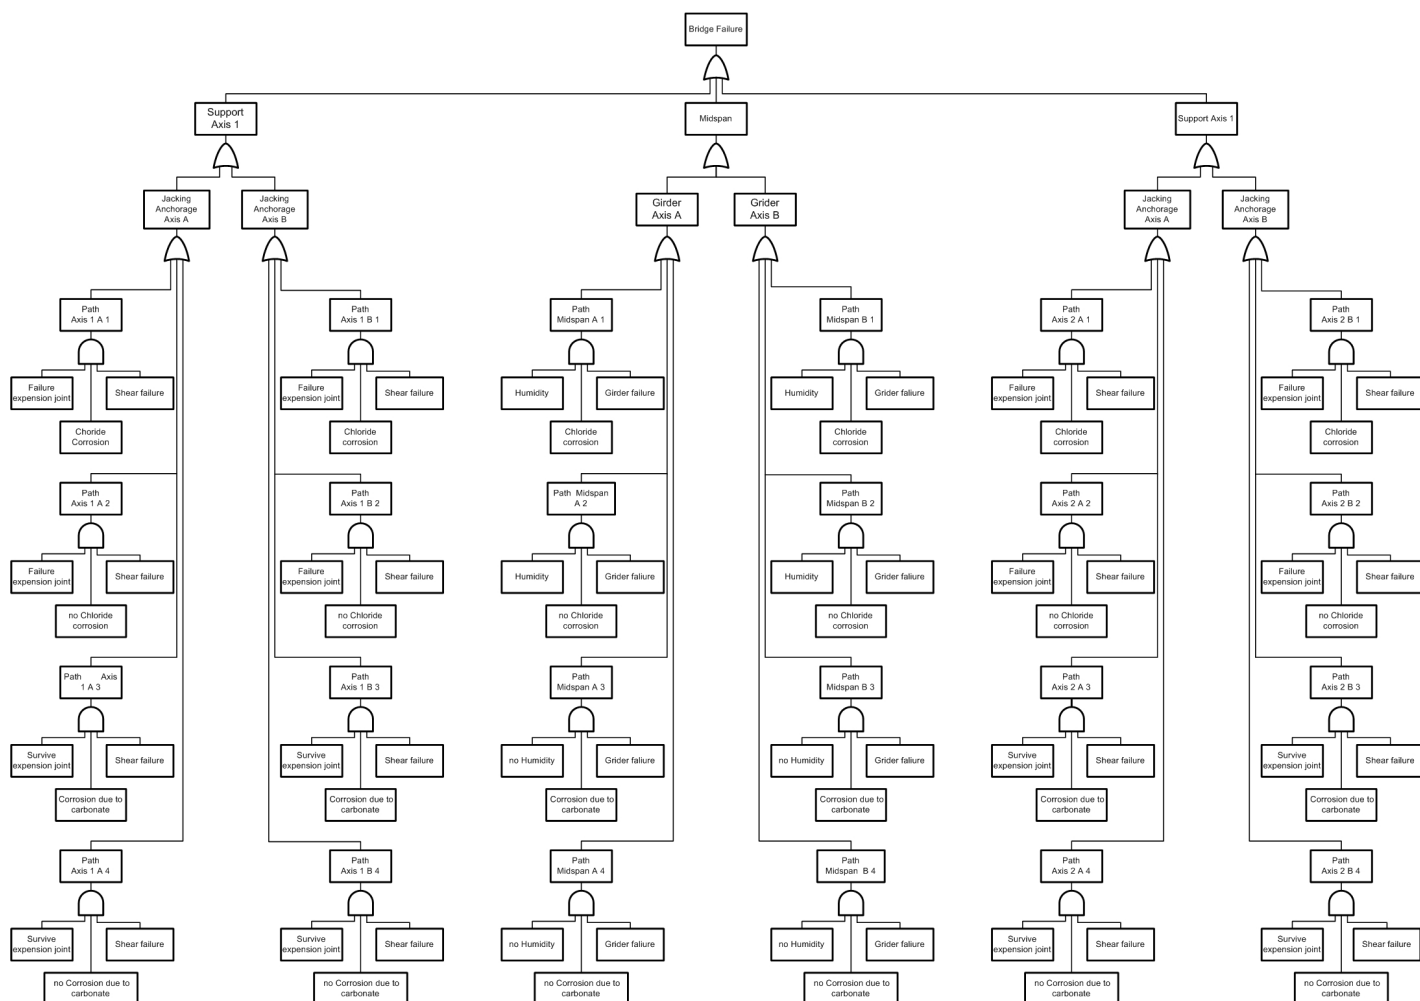 Bridge Failure
Support
Axis 1
Midspan
Support Axis 1
Jacking
Anchorage
Axis A
Jacking
Anchorage
Axis B
Girder
Axis A
Grider
Axis B
Jacking
Anchorage
Axis A
Jacking
Anchorage
Axis B
Path
Axis 1 A 1
Path
Axis 1 B 1
Path
Midspan A 1
Path
Midspan B 1
Path
Axis 2 A 1
Path
Axis 2 B 1
Failure
expension joint
Shear failure
Failure
expension joint
Shear failure
Humidity
Girder failure
Humidity
Grider failure
Failure
expension joint
Shear failure
Failure
expension joint
Shear failure
Choride
Corrosion
Chloride
corrosion
Chloride
corrosion
Chloride
corrosion
Chloride
corrosion
Chloride
corrosion
Path
Axis 1 A 2
Path
Axis 1 B 2
Path Midspan
A 2
Path
Midspan B 2
Path
Axis 2 A 2
Path
Axis 2 B 2
Failure
expension joint
Shear failure
Failure
expension joint
Shear failure
Humidity
Grider faliure
Humidity
Grider faliure
Failure
expension joint
Shear failure
Failure
expension joint
Shear failure
no Chloride
corrosion
no Chloride
corrosion
no Chloride
corrosion
no Chloride
corrosion
no Chloride
corrosion
no Chloride
corrosion
Path Axis
1 A 3
Path
Axis 1 B 3
Path
Midspan A 3
Path
Midspan B 3
Path
Axis 2 A 3
Path
Axis 2 B 3
Survive
expension joint
Shear failure
Survive
expension joint
Shear failure
no Humidity
Grider faliure
no Humidity
Grider faliure
Survive
expension joint
Shear failure
Survive
expension joint
Shear failure
Corrosion due to
carbonate
Corrosion due to
carbonate
Corrosion due to
carbonate
Corrosion due to
carbonate
Corrosion due to
carbonate
Corrosion due to
carbonate
Path
Axis 1 A 4
Path
Axis 1 B 4
Path
Midspan A 4
Path
Midspan B 4
Path
Axis 2 A 4
Path
Axis 2 B 4
Survive
expension joint
Shear failure
Survive
expension joint
Shear failure
no Humidity
Grider faliure
no Humidity
Grider faliure
Survive
expension joint
Shear failure
Survive
expension joint
Shear failure
no Corrosion due to
carbonate
no Corrosion due to
carbonate
no Corrosion due to
carbonate
no Corrosion due to
carbonate
no Corrosion due to
carbonate
no Corrosion due to
carbonate